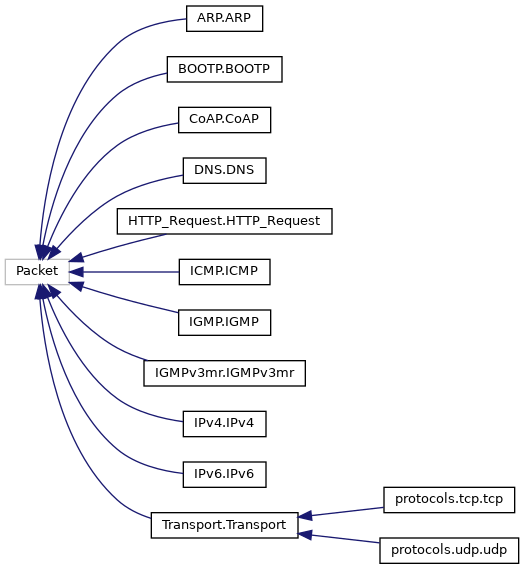 ARP.ARP
BOOTP.BOOTP
CoAP.CoAP
DNS.DNS
HTTP_Request.HTTP_Request
Packet
ICMP.ICMP
IGMP.IGMP
IGMPv3mr.IGMPv3mr
IPv4.IPv4
IPv6.IPv6
Transport.Transport
protocols.tcp.tcp
protocols.udp.udp